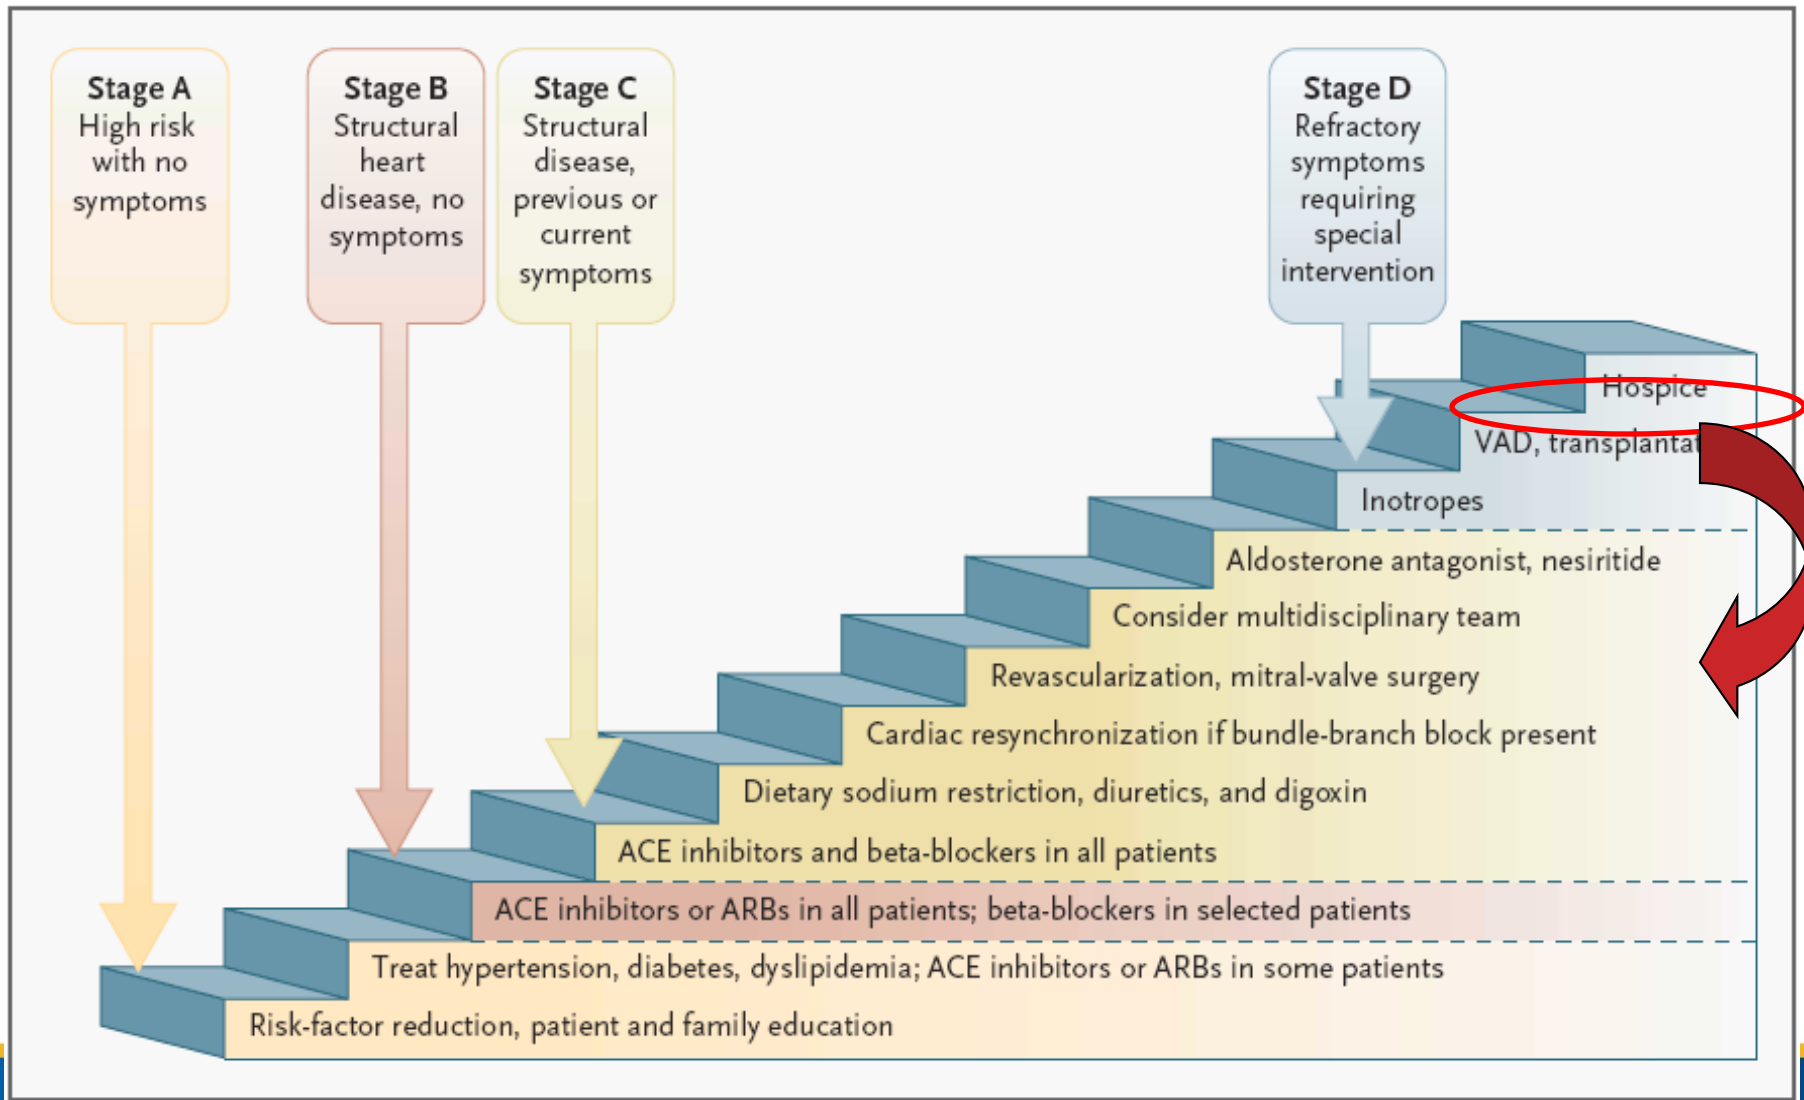 Stage A
High risk
with no
symptoms
Stage B
Structural
heart
disease, no
symptoms
Stage C
Structural
disease,
previous or
current
symptoms
Stage D
Refractory
symptoms
requiring
special
intervention
Hospice
VAD, transplantat
Inotropes
Aldosterone antagonist, nesiritide
Consider multidisciplinary team
Revascularization, mitral-valve surgery
Cardiac resynchronization if bundle-branch block present
Dietary sodium restriction, diuretics, and digoxin
ACE inhibitors and beta-blockers in all patients
ACE inhibitors or ARBs in all patients; beta-blockers in selected patients
Treat hypertension, diabetes, dyslipidemia; ACE inhibitors or ARBs in some patients
Risk-factor reduction, patient and family education